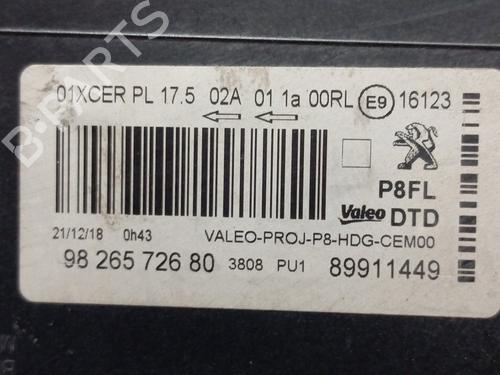 B-PARTS
01XCER PL 17.5 02A 01 1a 00RL E9 16123
P8FL
Valeo DTD
21/12/18 0h43 VALEO-PROJ-P8-HDG-CEM00
98 265 726 80 3808 PU1 89911449